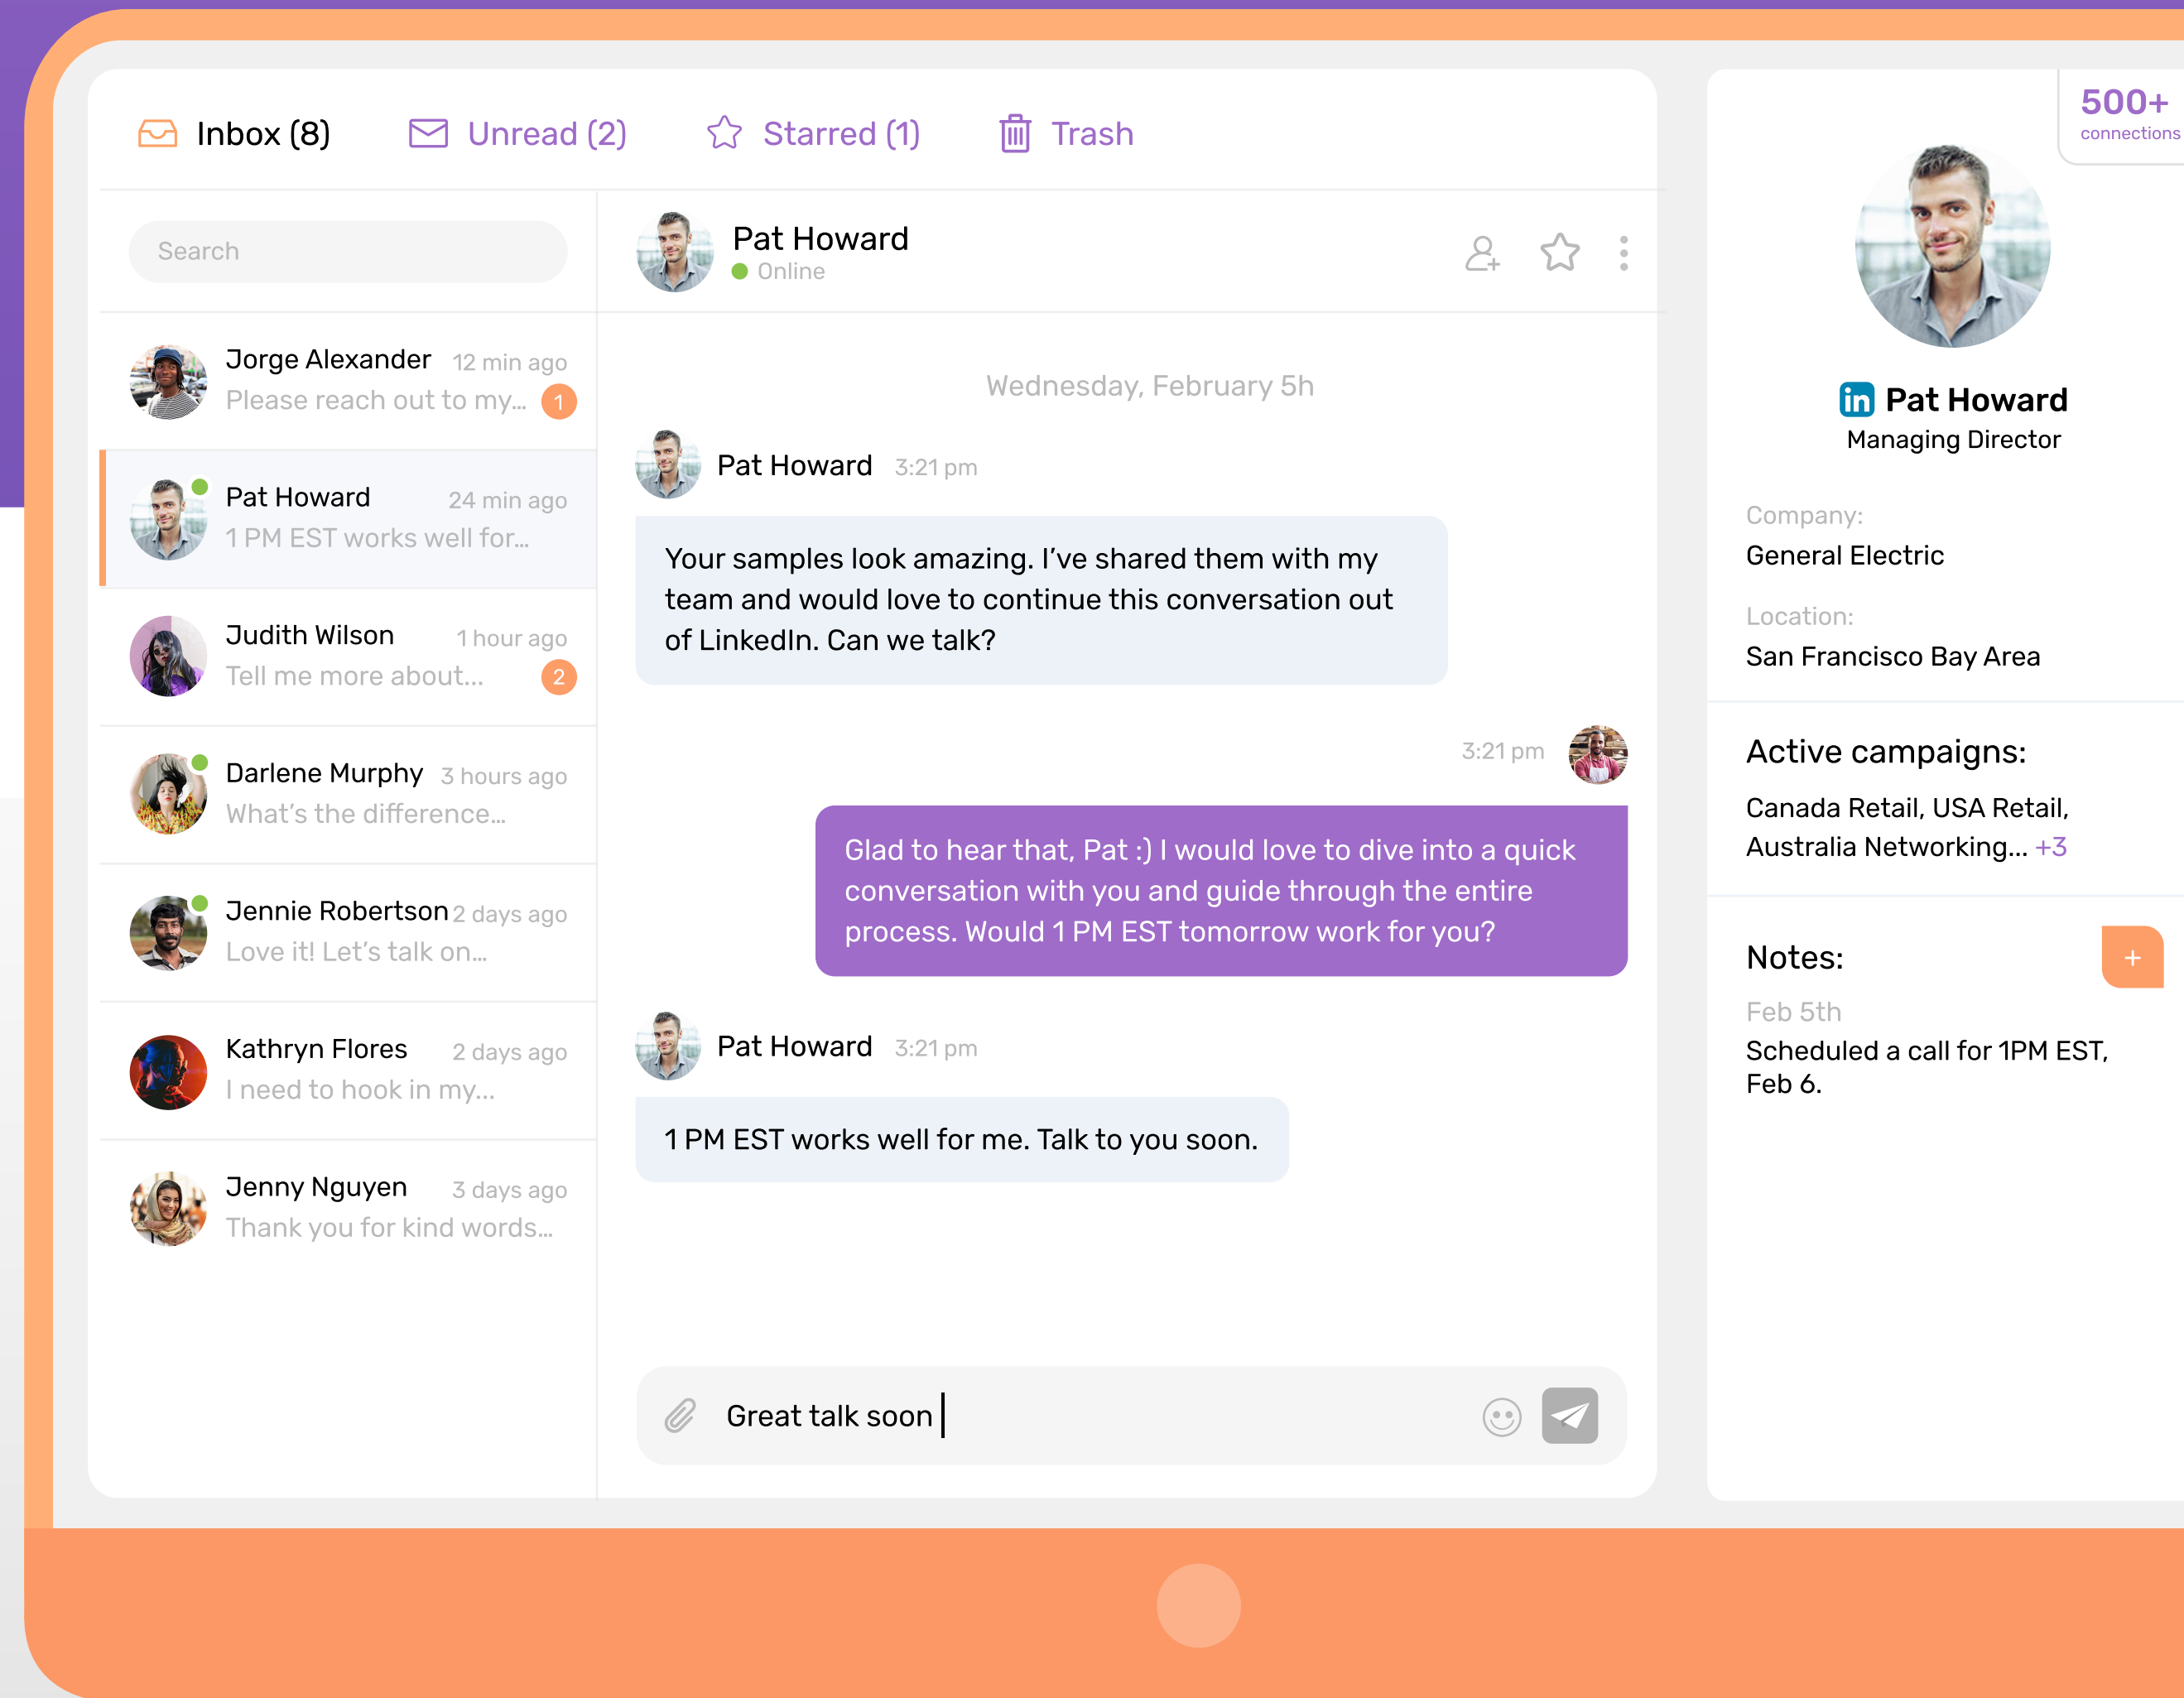 Inbox (8)
Unread (2)
Starred (1)
Trash
Search
Jorge Alexander
12 min ago
Please reach out to my...
1
Pat Howard
24 min ago
1 PM EST works well for...
Judith Wilson
1 hour ago
Tell me more about...
2
Darlene Murphy
3 hours ago
What’s the difference...
Jennie Robertson
2 days ago
Love it! Let’s talk on...
Kathryn Flores
2 days ago
I need to hook in my...
Jenny Nguyen
3 days ago
Thank you for kind words...
Pat Howard
Online
Wednesday, February 5h
Pat Howard 3:21 pm
Your samples look amazing. I’ve shared them with my
team and would love to continue this conversation out
of LinkedIn. Can we talk?
3:21 pm
Glad to hear that, Pat :) I would love to dive into a quick
conversation with you and guide through the entire
process. Would 1 PM EST tomorrow work for you?
Pat Howard 3:21 pm
1 PM EST works well for me. Talk to you soon.
Great talk soon
500+
connections
in Pat Howard
Managing Director
Company:
General Electric
Location:
San Francisco Bay Area
Active campaigns:
Canada Retail, USA Retail,
Australia Networking... +3
Notes:
+
Feb 5th
Scheduled a call for 1PM EST,
Feb 6.